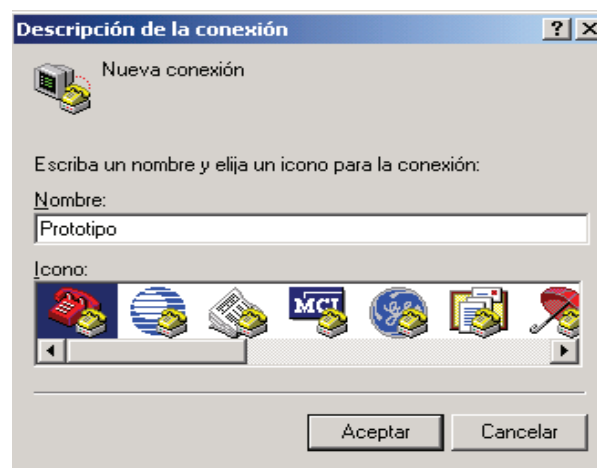 Descripción de la conexión
Nueva conexión
Escriba un nombre y elija un icono para la conexión:
Nombre:
Prototipo
Icono:
MCI
Aceptar
Cancelar